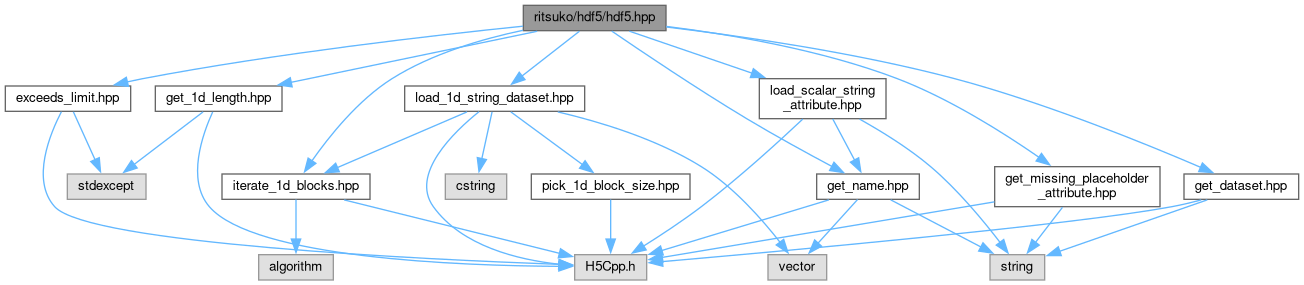 ritsuko/hdf5/hdf5.hpp
exceeds_limit.hpp
get_1d_length.hpp
load_1d_string_dataset.hpp
load_scalar_string
_attribute.hpp
stdexcept
iterate_1d_blocks.hpp
cstring
pick_1d_block_size.hpp
get_name.hpp
get_missing_placeholder
_attribute.hpp
get_dataset.hpp
algorithm
H5Cpp.h
vector
string